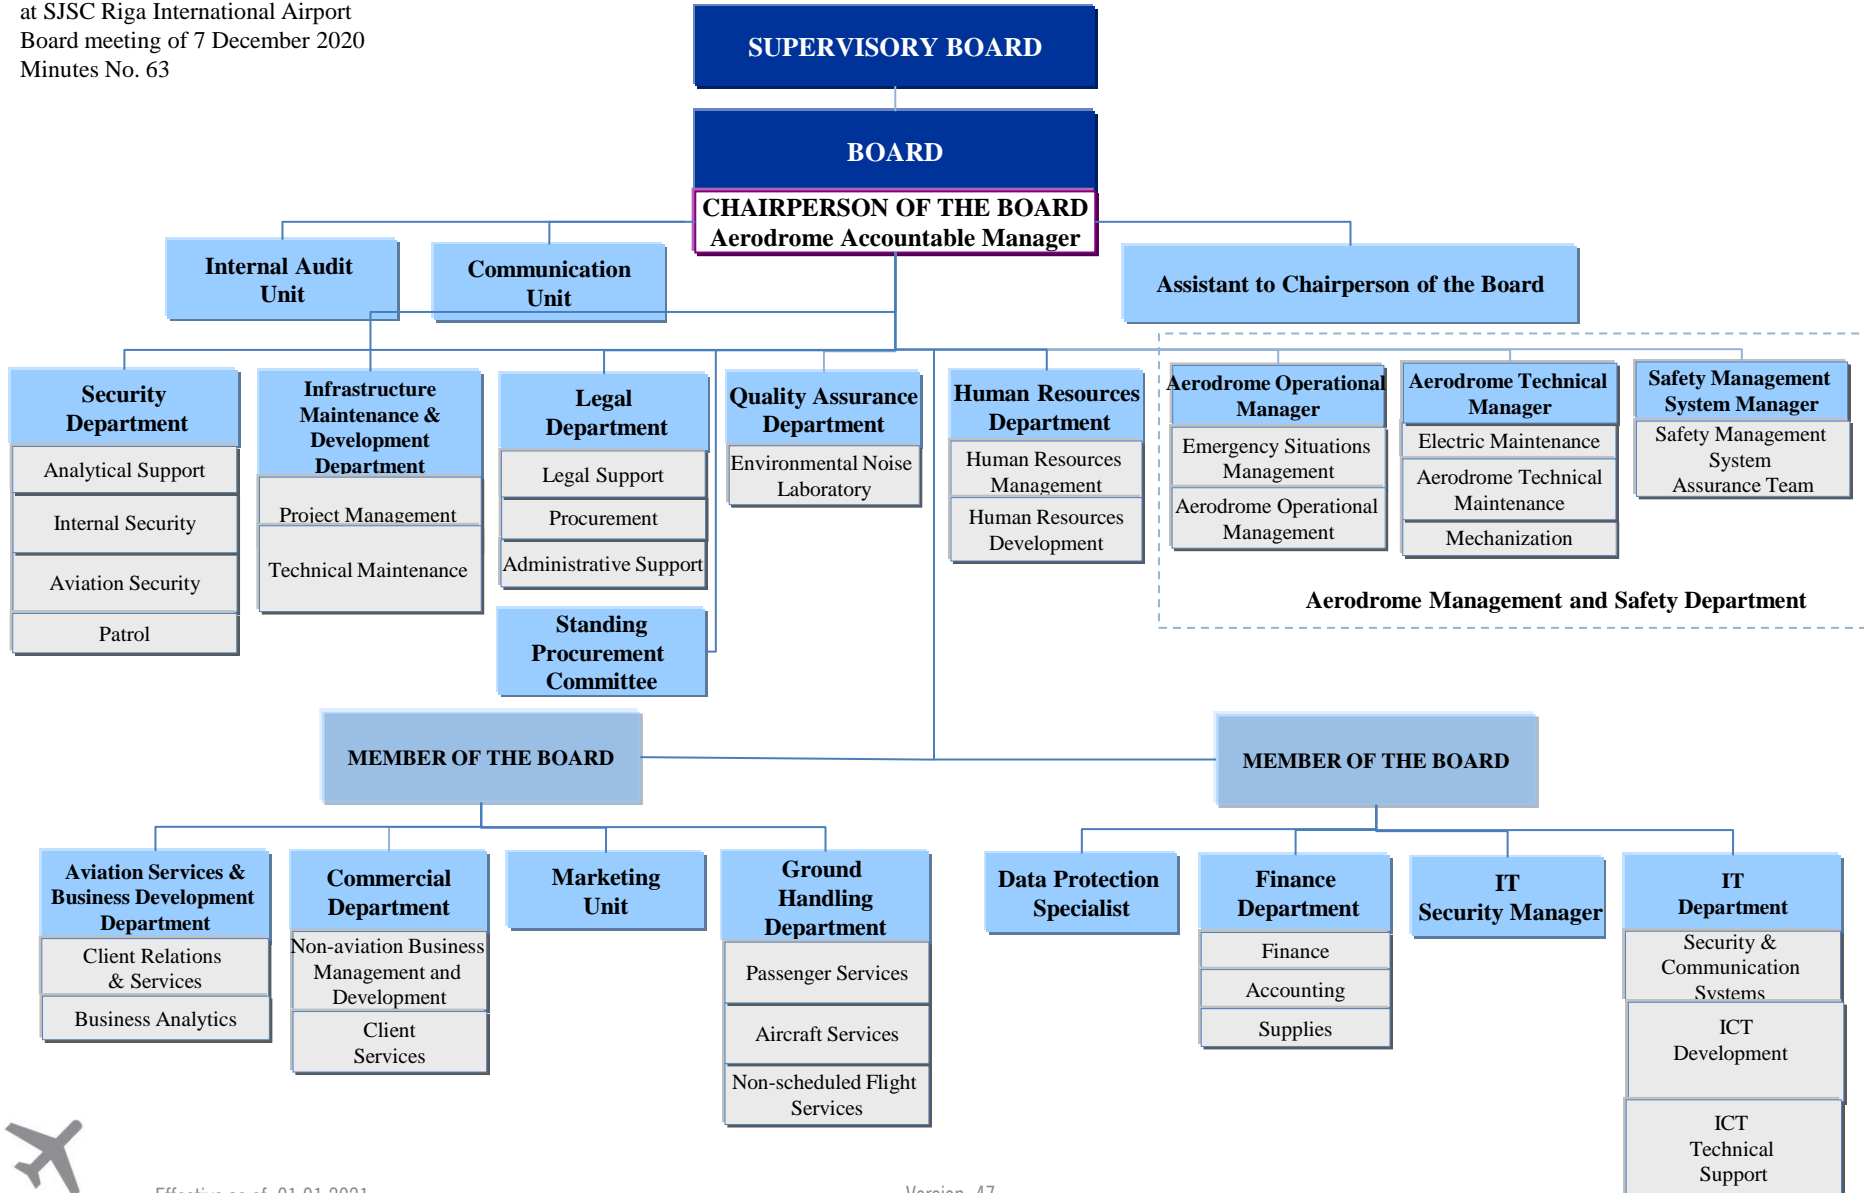 at SJSC Riga International Airport
Board meeting of 7 December 2020
Minutes No. 63
SUPERVISORY BOARD
BOARD
CHAIRPERSON OF THE BOARD
Aerodrome Accountable Manager
Internal Audit
Unit
Communication
Unit
Assistant to Chairperson of the Board
Security
Department
Analytical Support
Internal Security
Aviation Security
Patrol
Infrastructure
Maintenance &
Development
Department
Project Management
Technical Maintenance
Legal
Department
Legal Support
Procurement
Administrative Support
Standing
Procurement
Committee
Quality Assurance
Department
Environmental Noise
Laboratory
Human Resources
Department
Human Resources
Management
Human Resources
Development
Aerodrome Operational
Manager
Emergency Situations
Management
Aerodrome Operational
Management
Aerodrome Technical
Manager
Electric Maintenance
Aerodrome Technical
Maintenance
Mechanization
Safety Management
System Manager
Safety Management
System
Assurance Team
Aerodrome Management and Safety Department
MEMBER OF THE BOARD
MEMBER OF THE BOARD
Aviation Services &
Business Development
Department
Client Relations
& Services
Business Analytics
Commercial
Department
Non-aviation Business
Management and
Development
Client
Services
Marketing
Unit
Ground
Handling
Department
Passenger Services
Aircraft Services
Non-scheduled Flight
Services
Data Protection
Specialist
Finance
Department
Finance
Accounting
Supplies
IT
Security Manager
IT
Department
Security &
Communication
Systems
ICT
Development
ICT
Technical
Support
Effective as of 01.01.2021
Version 47